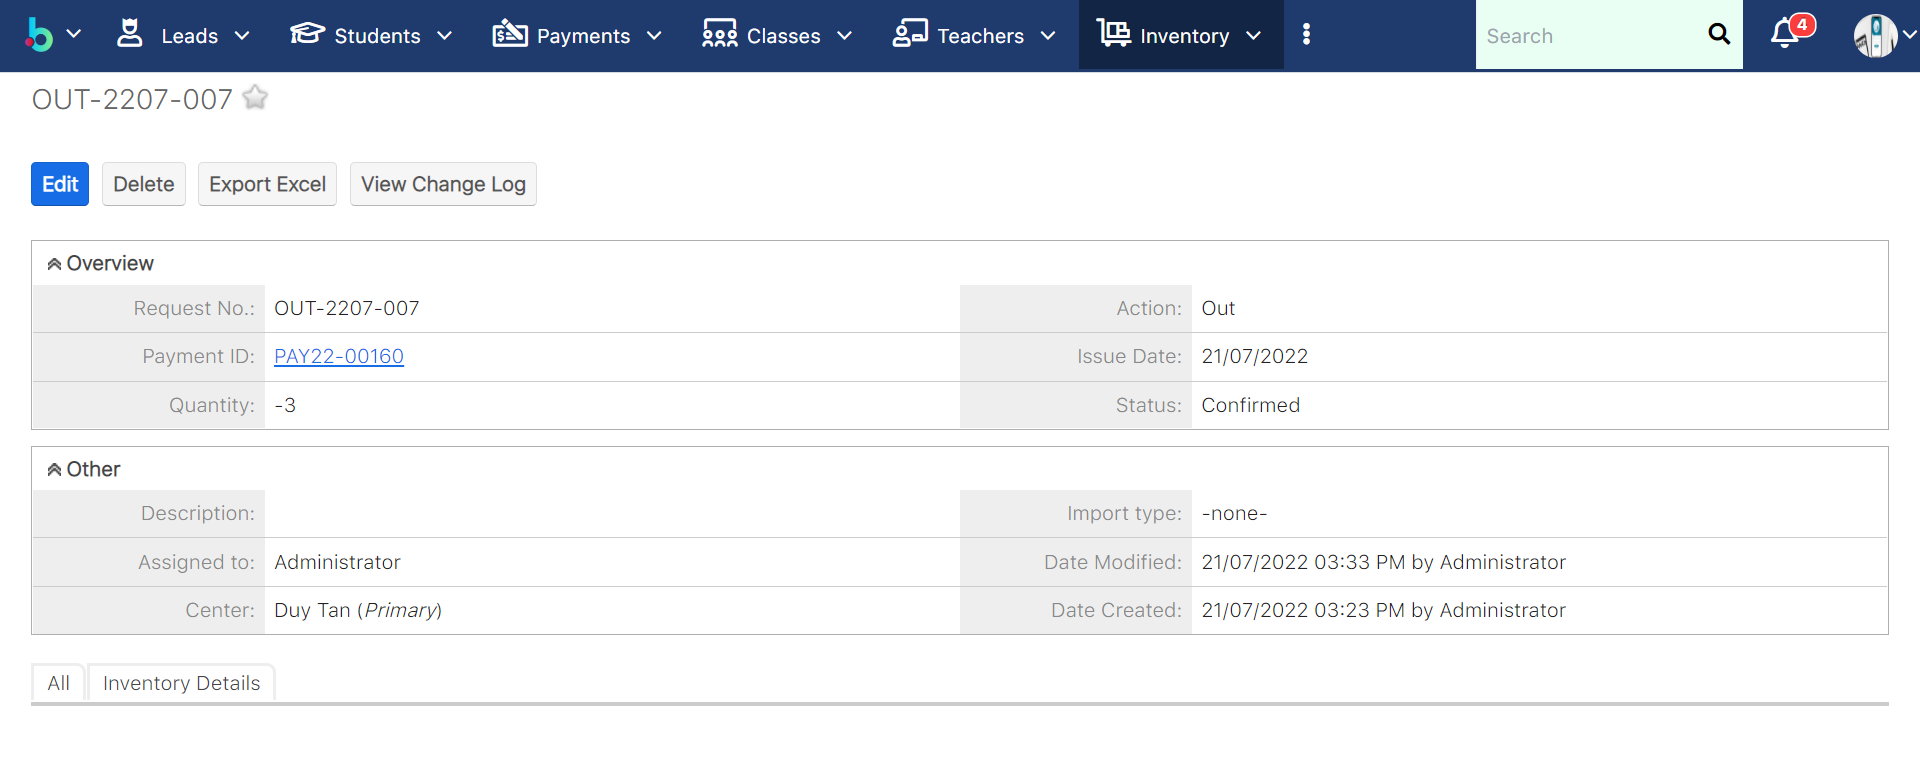 Leads Students Payments Classes Teachers Inventory Search 4
OUT-2207-007
Edit Delete Export Excel View Change Log
Overview
Request No.: OUT-2207-007 Action: Out
Payment ID: PAY22-00160 Issue Date: 21/07/2022
Quantity: -3 Status: Confirmed
Other
Description: Import type: -none-
Assigned to: Administrator Date Modified: 21/07/2022 03:33 PM by Administrator
Center: Duy Tan (Primary) Date Created: 21/07/2022 03:23 PM by Administrator
All Inventory Details